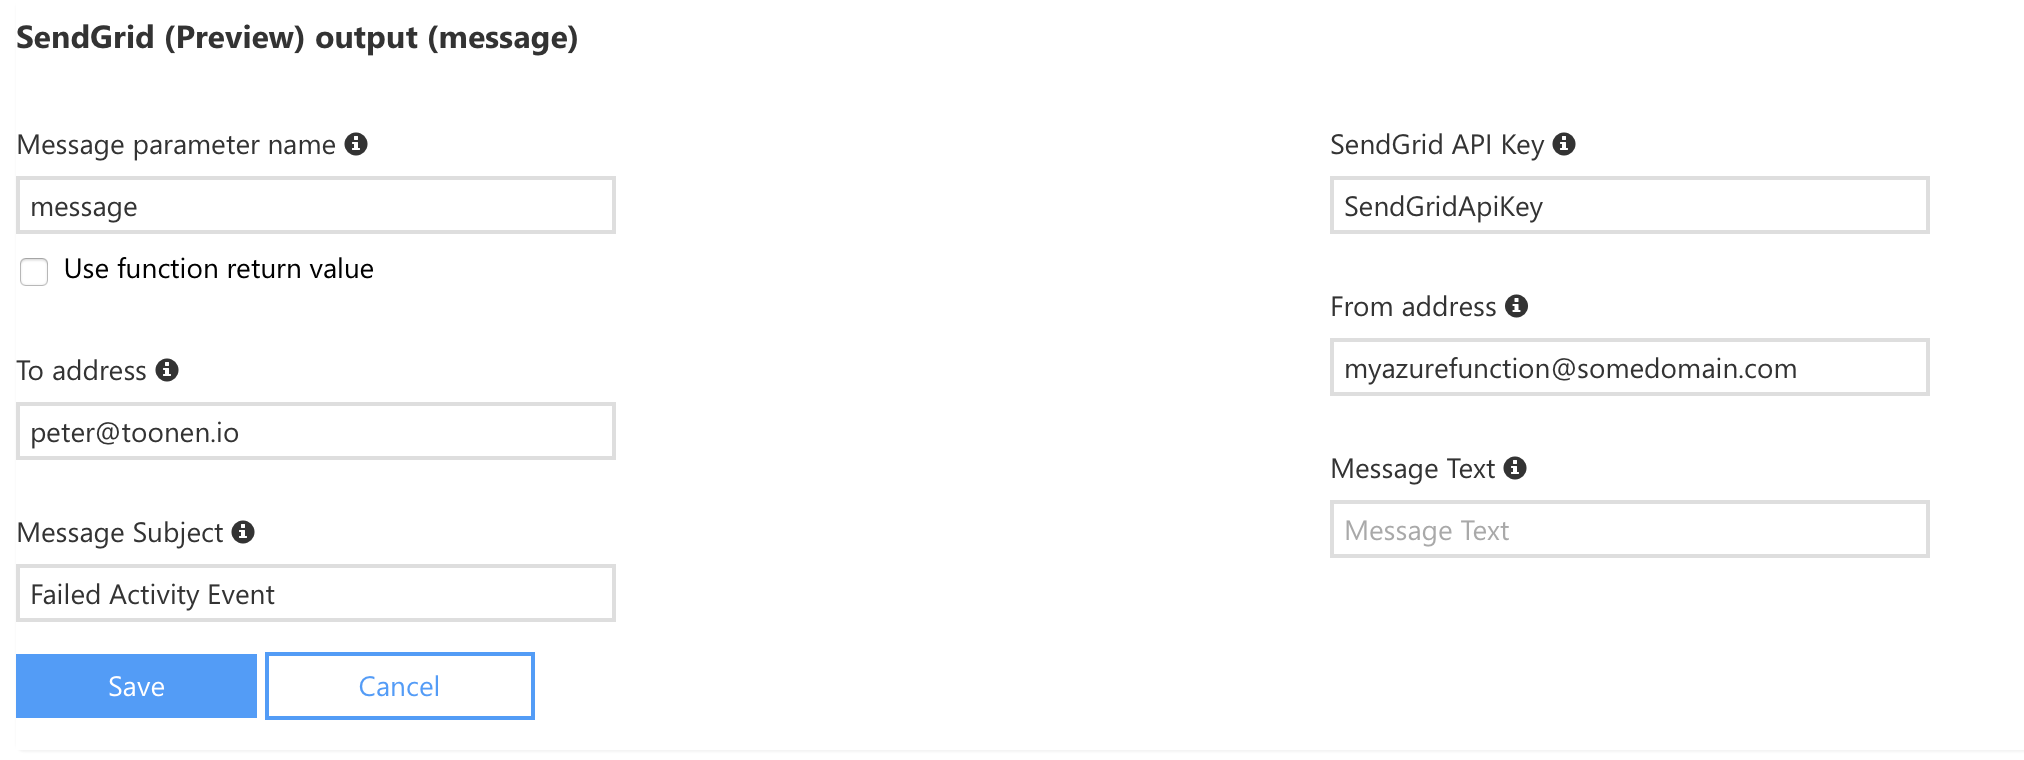 SendGrid (Preview) output (message)
Message parameter name
message
Use function return value
To address
peter@toonen.io
Message Subject
Failed Activity Event
Save
Cancel
SendGrid API Key
SendGridApiKey
From address
myazurefunction@somedomain.com
Message Text
Message Text